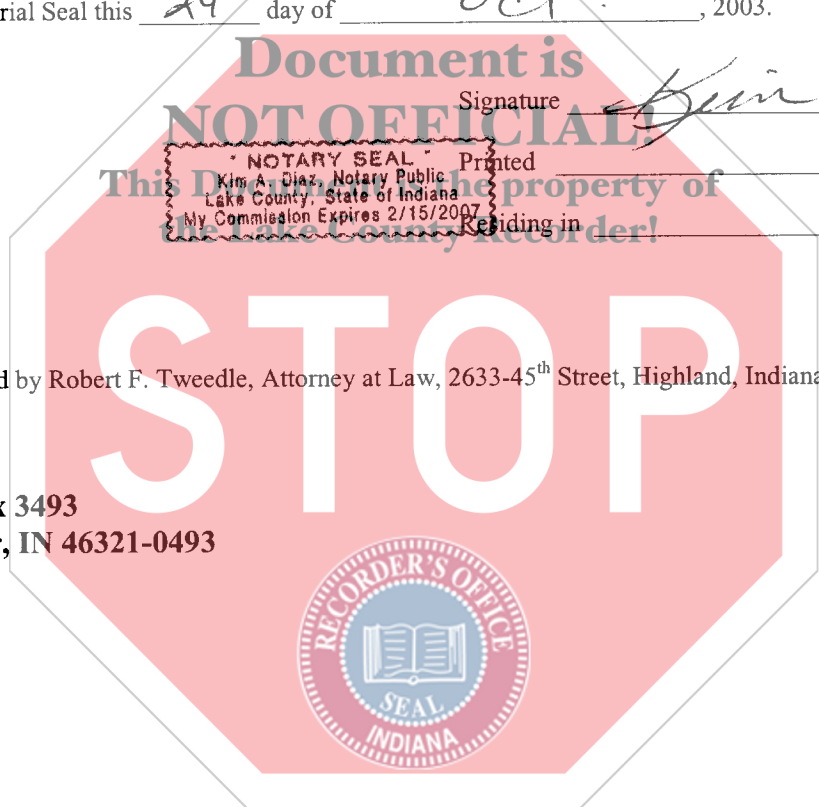 rial Seal this 29 day of Oct. , 2003.
Document is
Signature Kim
NOT OFFICIAL!
NOTARY SEAL
Printed
Kim A. Diaz, Notary Public
This Document is the property of
Lake County, State of Indiana
My Commission Expires 2/15/2007
the Lake County Recorder!
Residing in
STOP
d by Robert F. Tweedle, Attorney at Law, 2633-45th Street, Highland, Indiana
x 3493
, IN 46321-0493
RECORDER'S OFFICE
SEAL
INDIANA